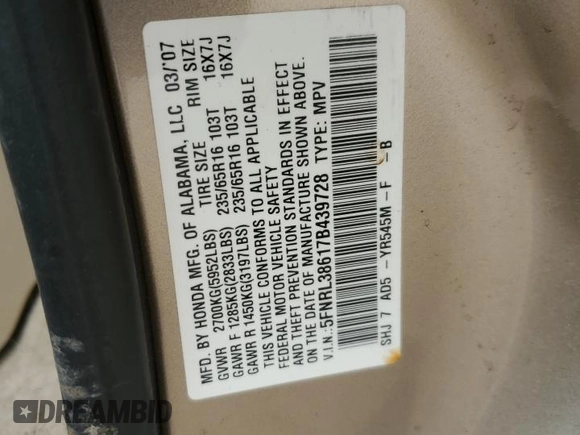 MFD. BY HONDA MFG. OF ALABAMA, LLC 03/'07
TIRE SIZE RIM SIZE
GVWR 2700KG(5952LBS)
GAWR F 1285KG(2833LBS) 235/65R16 103T 16X7J
GAWR R 1450KG(3197LBS) 235/65R16 103T 16X7J
THIS VEHICLE CONFORMS TO ALL APPLICABLE
FEDERAL MOTOR VEHICLE SAFETY
AND THEFT PREVENTION STANDARDS IN EFFECT
ON THE DATE OF MANUFACTURE SHOWN ABOVE.
V.I.N.:5FNRL38617B439728 TYPE: MPV
SHJ 7 AD5 -YR545M -F -B
DREAMBID